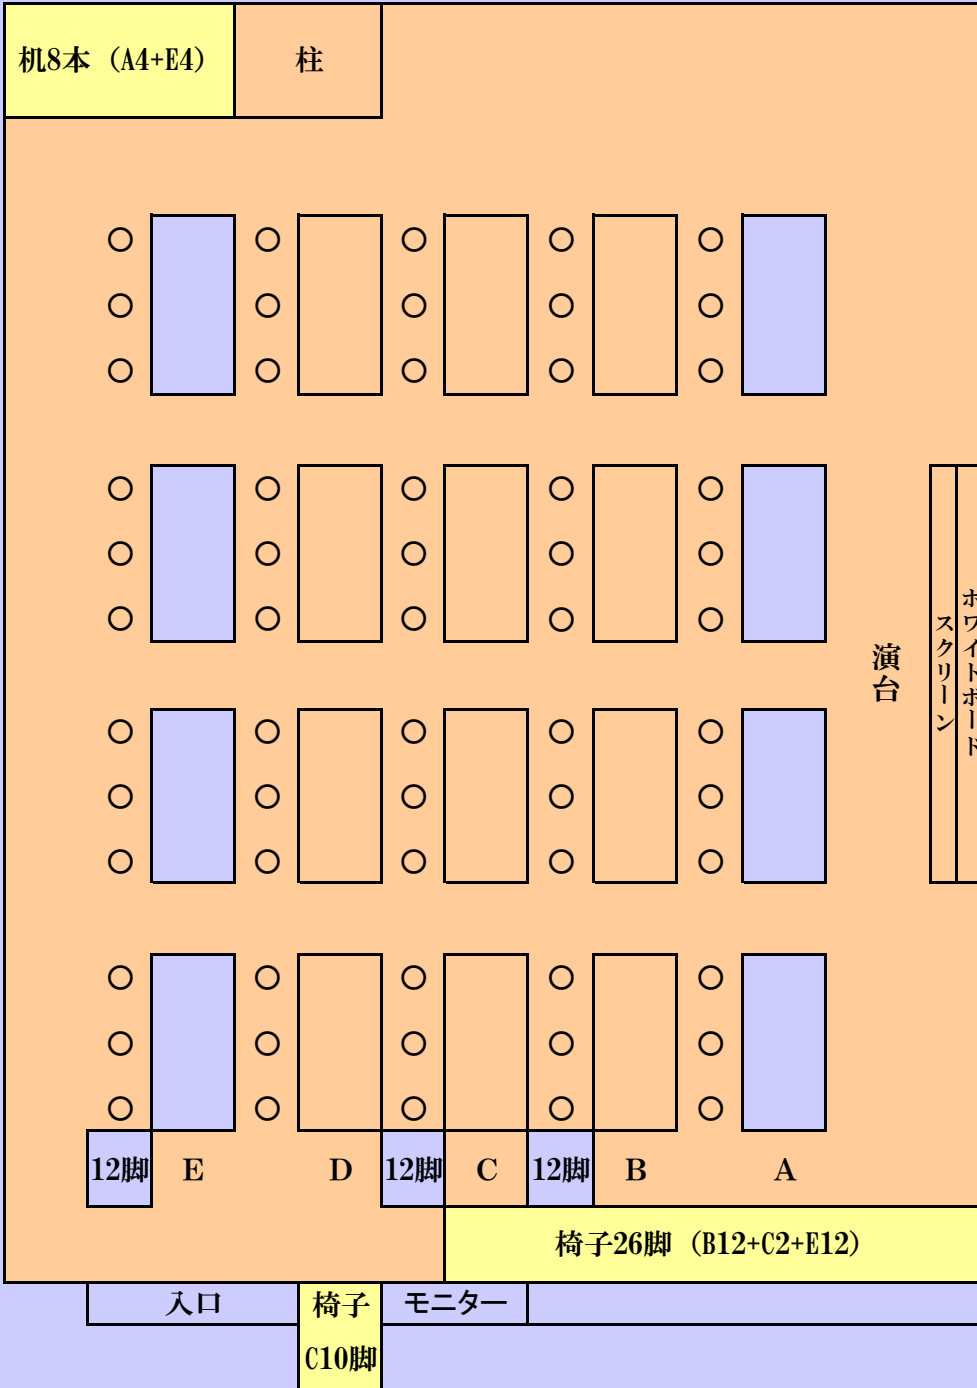 机8本（A4+E4）
柱
演台
スクリーン
ホワイトボード
12脚
E
D
12脚
C
12脚
B
A
椅子26脚（B12+C2+E12）
入口
椅子
C10脚
モニター